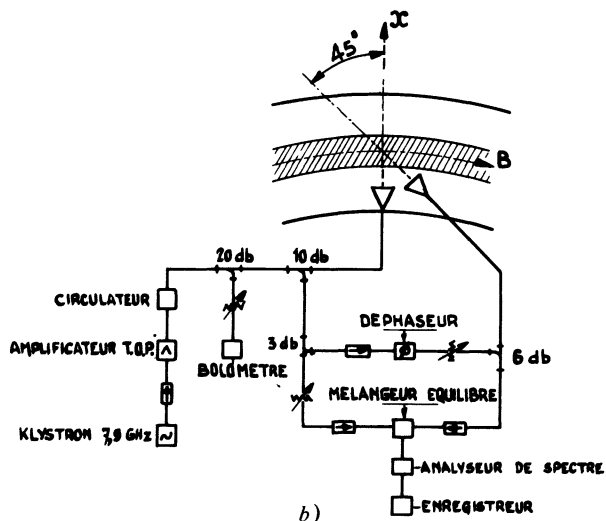 x
45°
B
20 db
10 db
CIRCULATEUR
3 db
DEPHASEUR
6 db
AMPLIFICATEUR T.O.P.
BOLOMETRE
MELANGEUR EQUILIBRE
KLYSTRON 7,9 GHz
ANALYSEUR DE SPECTRE
ENREGISTREUR
b)